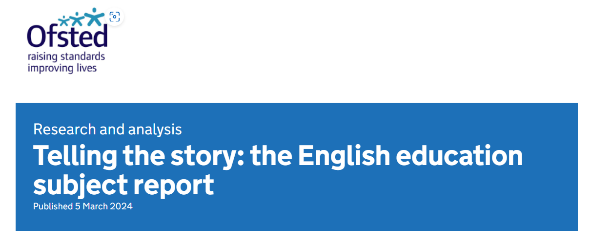 Ofsted
raising standards
improving lives
Research and analysis
Telling the story: the English education
subject report
Published 5 March 2024